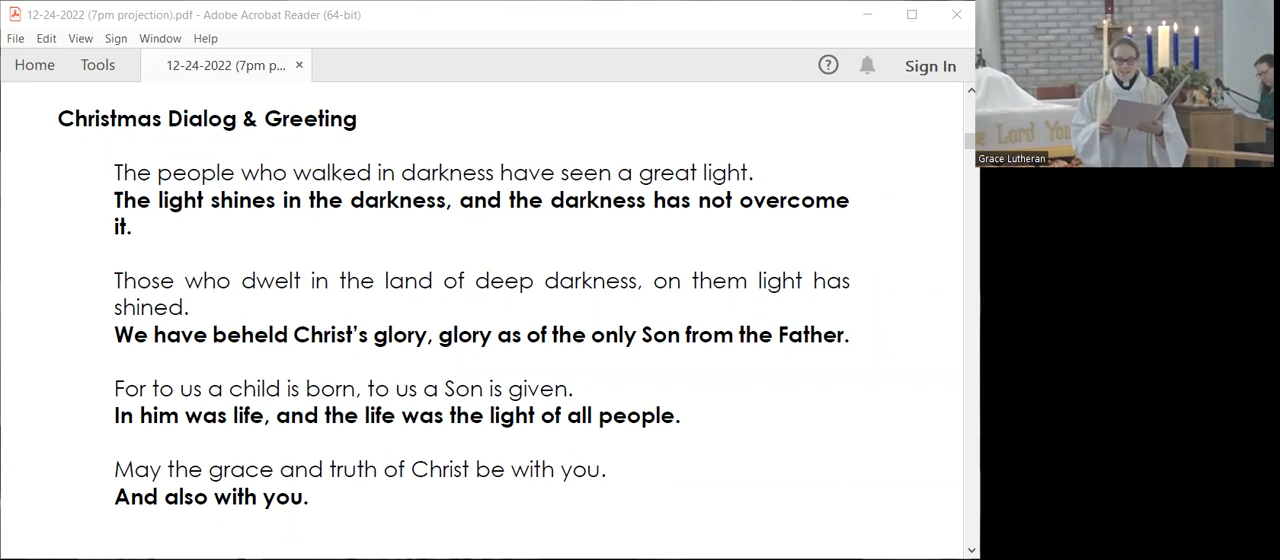 12-24-2022 (7pm projection).pdf - Adobe Acrobat Reader (64-bit)
File Edit View Sign Window Help
Home Tools 12-24-2022 (7pm p... × Sign In
Christmas Dialog & Greeting
The people who walked in darkness have seen a great light.
The light shines in the darkness, and the darkness has not overcome
it.
Those who dwelt in the land of deep darkness, on them light has
shined.
We have beheld Christ's glory, glory as of the only Son from the Father.
For to us a child is born, to us a Son is given.
In him was life, and the life was the light of all people.
May the grace and truth of Christ be with you.
And also with you.
Lord You
Grace Lutheran